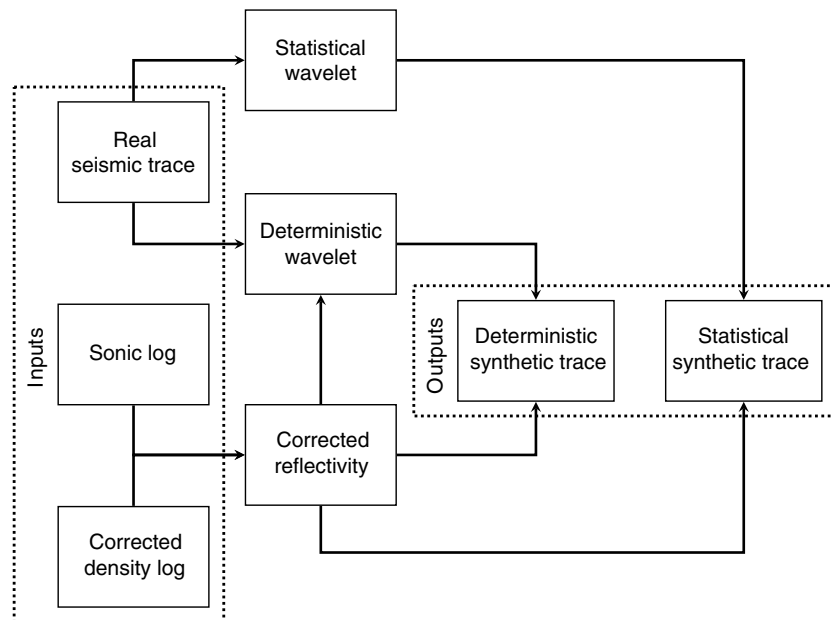 Statistical
wavelet
Real
seismic trace
Deterministic
wavelet
Inputs
Sonic log
Outputs
Deterministic
synthetic trace
Statistical
synthetic trace
Corrected
reflectivity
Corrected
density log